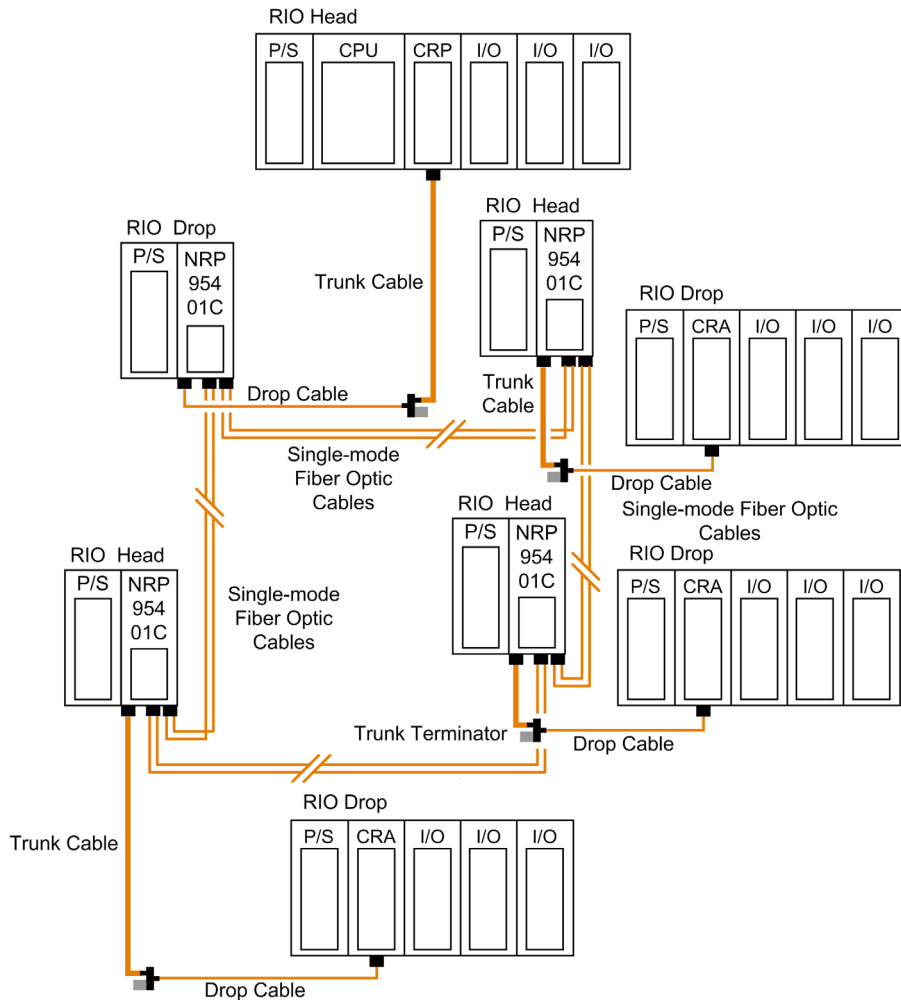 RIO Head
P/S CPU CRP I/O I/O I/O
RIO Drop
P/S NRP
954
01C
Trunk Cable
RIO Head
P/S NRP
954
01C
RIO Drop
P/S CRA I/O I/O I/O
Drop Cable
Trunk
Cable
Single-mode
Fiber Optic
Cables
Drop Cable
Single-mode Fiber Optic
Cables
RIO Head
P/S NRP
954
01C
RIO Drop
P/S CRA I/O I/O I/O
RIO Head
P/S NRP
954
01C
Single-mode
Fiber Optic
Cables
Trunk Terminator
Drop Cable
RIO Drop
P/S CRA I/O I/O I/O
Trunk Cable
Drop Cable